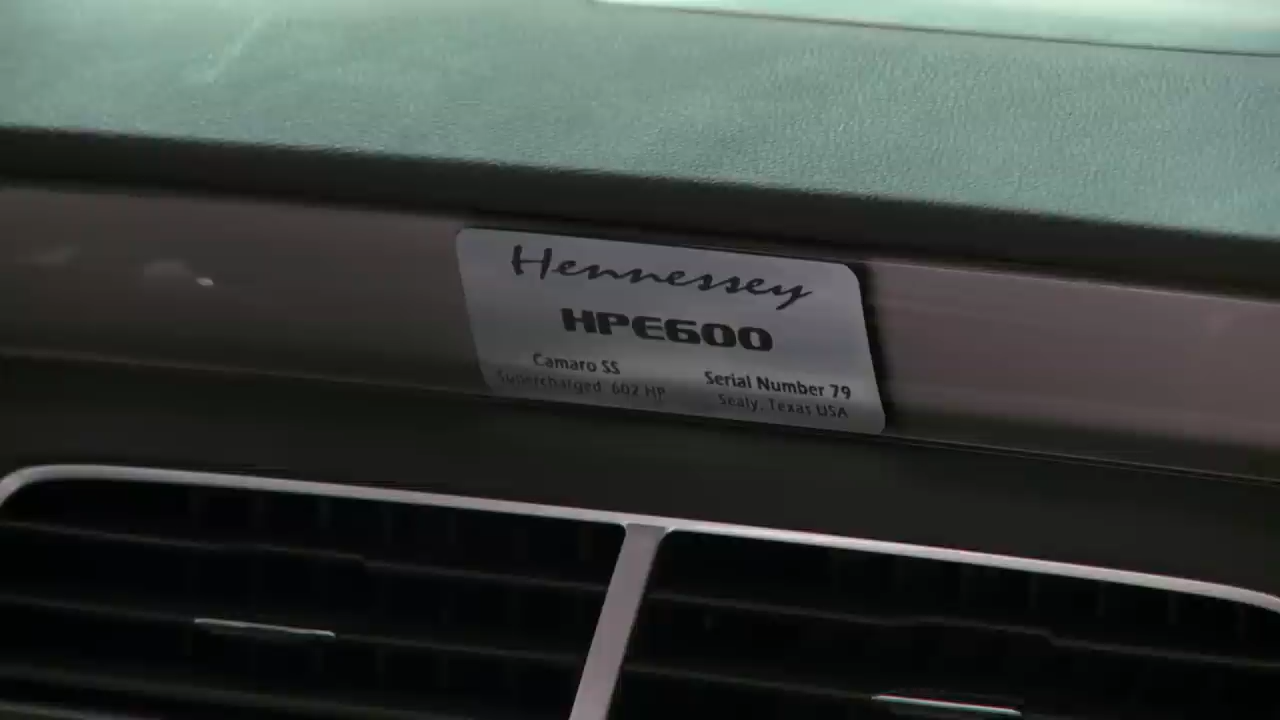 Hennessey
HPE600
Camaro SS Serial Number 79
Supercharged 602 HP Sealy, Texas USA